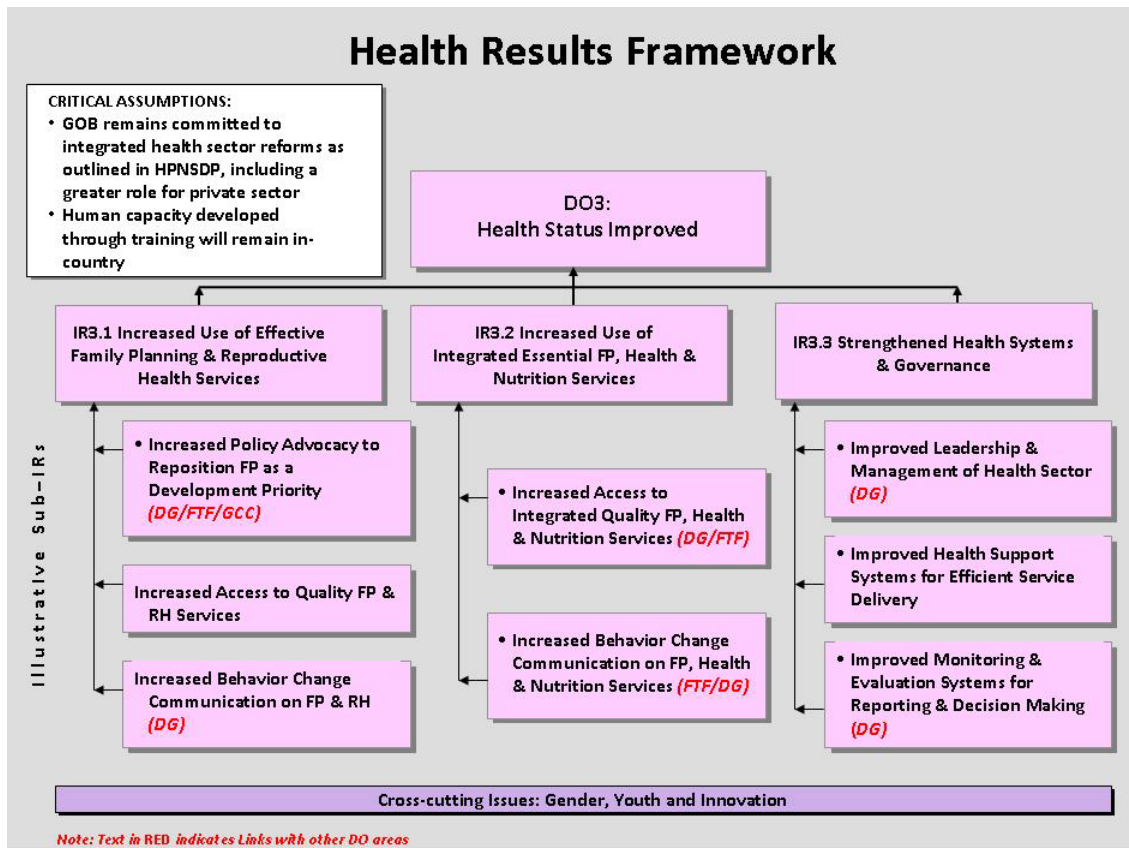 Health Results Framework
CRITICAL ASSUMPTIONS:
• GOB remains committed to
integrated health sector reforms as
outlined in HPNSDP, including a
greater role for private sector
• Human capacity developed
through training will remain in-
country
DO3:
Health Status Improved
IR3.1 Increased Use of Effective
Family Planning & Reproductive
Health Services
IR3.2 Increased Use of
Integrated Essential FP, Health &
Nutrition Services
IR3.3 Strengthened Health Systems
& Governance
Illustrative Sub-IRs
• Increased Policy Advocacy to
Reposition FP as a
Development Priority
(DG/FTF/GCC)
Increased Access to Quality FP &
RH Services
Increased Behavior Change
Communication on FP & RH
(DG)
• Increased Access to
Integrated Quality FP, Health
& Nutrition Services (DG/FTF)
• Increased Behavior Change
Communication on FP, Health
& Nutrition Services (FTF/DG)
• Improved Leadership &
Management of Health Sector
(DG)
• Improved Health Support
Systems for Efficient Service
Delivery
• Improved Monitoring &
Evaluation Systems for
Reporting & Decision Making
(DG)
Cross-cutting Issues: Gender, Youth and Innovation
Note: Text in RED indicates Links with other DO areas